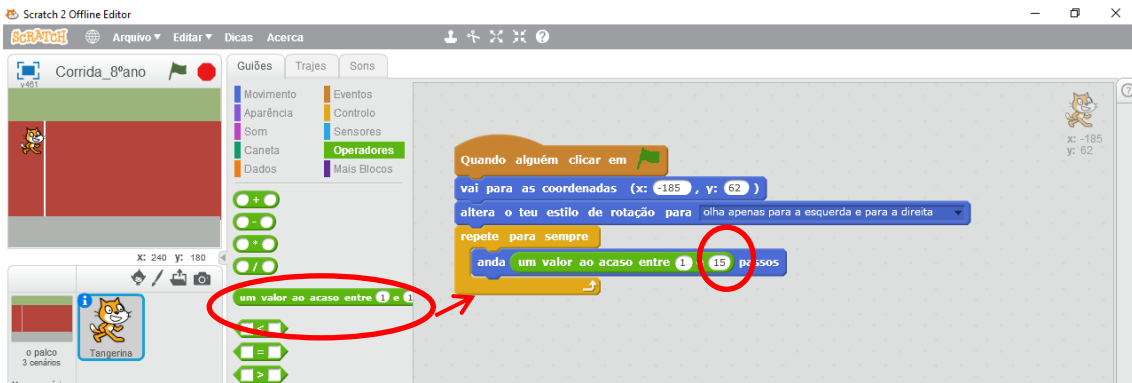 Scratch 2 Offline Editor
SCRATCH Arquivo Editar Dicas Acerca
Corrida_8ºano
v461
Guiões Trajes Sons
Movimento Eventos
Aparência Controlo
Som Sensores
Caneta Operadores
Dados Mais Blocos
+
-
*
/
um valor ao acaso entre 1 e 1
<
=
>
x: 240 y: 180
o palco
3 cenários
Tangerina
Quando alguém clicar em
vai para as coordenadas (x: -185 , y: 62 )
altera o teu estilo de rotação para olha apenas para a esquerda e para a direita
repete para sempre
anda um valor ao acaso entre 1 e 15 passos
x: -185
y: 62